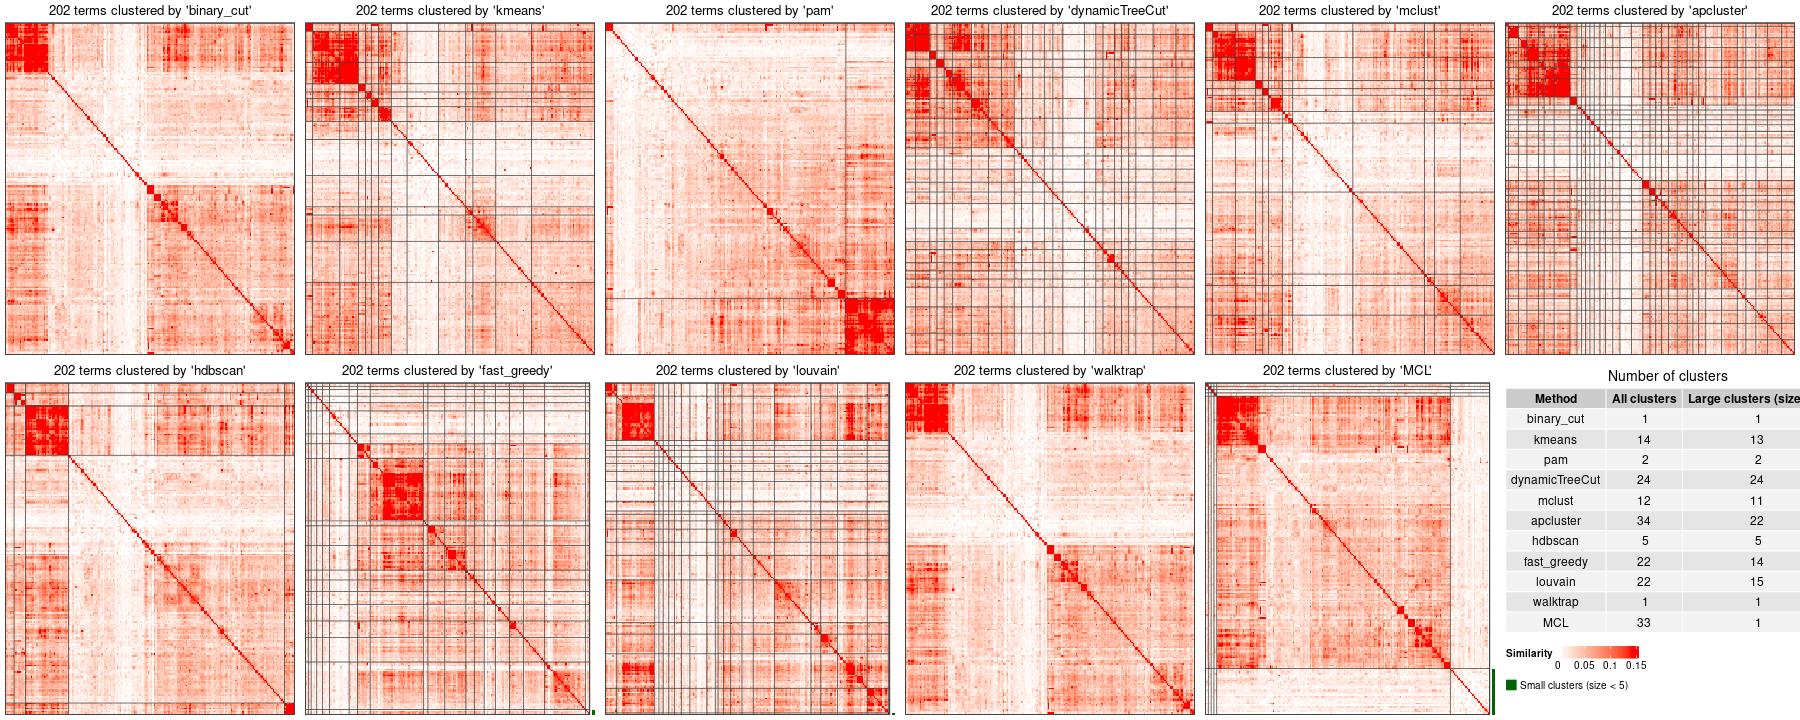 202 terms clustered by 'binary_cut'
202 terms clustered by 'kmeans'
202 terms clustered by 'pam'
202 terms clustered by 'dynamicTreeCut'
202 terms clustered by 'mclust'
202 terms clustered by 'apcluster'
202 terms clustered by 'hdbscan'
202 terms clustered by 'fast_greedy'
202 terms clustered by 'louvain'
202 terms clustered by 'walktrap'
202 terms clustered by 'MCL'
Number of clusters
Method All clusters Large clusters (size
binary_cut 1 1
kmeans 14 13
pam 2 2
dynamicTreeCut 24 24
mclust 12 11
apcluster 34 22
hdbscan 5 5
fast_greedy 22 14
louvain 22 15
walktrap 1 1
MCL 33 1
Similarity
0 0.05 0.1 0.15
Small clusters (size < 5)